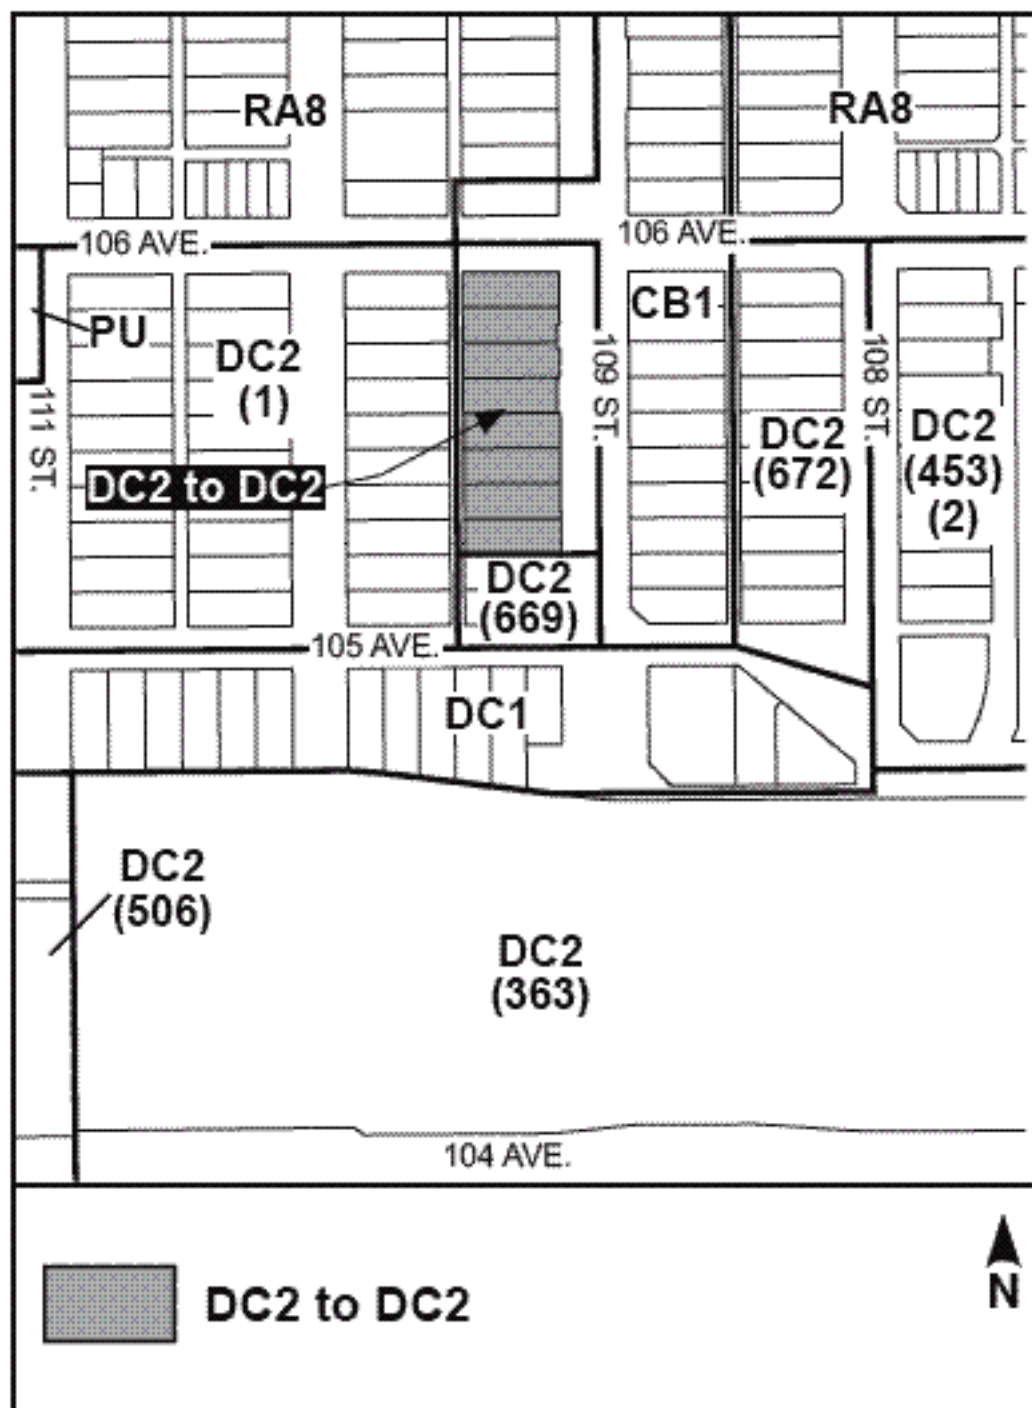 RA8
RA8
106 AVE.
106 AVE.
PU
DC2
(1)
CB1
111 ST.
109 ST.
108 ST.
DC2
(672)
DC2
(453)
(2)
DC2 to DC2
DC2
(669)
105 AVE.
DC1
DC2
(506)
DC2
(363)
104 AVE.
DC2 to DC2
N